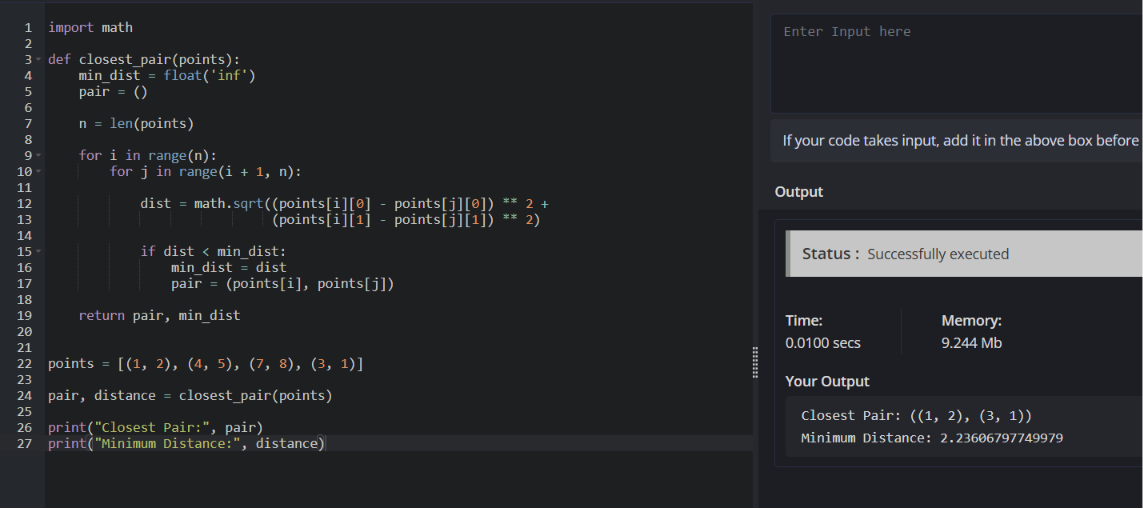 1 import math
2
3 def closest_pair(points):
4     min_dist = float('inf')
5     pair = ()
6
7     n = len(points)
8
9     for i in range(n):
10         for j in range(i + 1, n):
11
12             dist = math.sqrt((points[i][0] - points[j][0]) ** 2 +
13                              (points[i][1] - points[j][1]) ** 2)
14
15             if dist < min_dist:
16                 min_dist = dist
17                 pair = (points[i], points[j])
18
19     return pair, min_dist
20
21
22 points = [(1, 2), (4, 5), (7, 8), (3, 1)]
23
24 pair, distance = closest_pair(points)
25
26 print("Closest Pair:", pair)
27 print("Minimum Distance:", distance)
Enter Input here
If your code takes input, add it in the above box before
Output
Status : Successfully executed
Time:
0.0100 secs
Memory:
9.244 Mb
Your Output
Closest Pair: ((1, 2), (3, 1))
Minimum Distance: 2.23606797749979